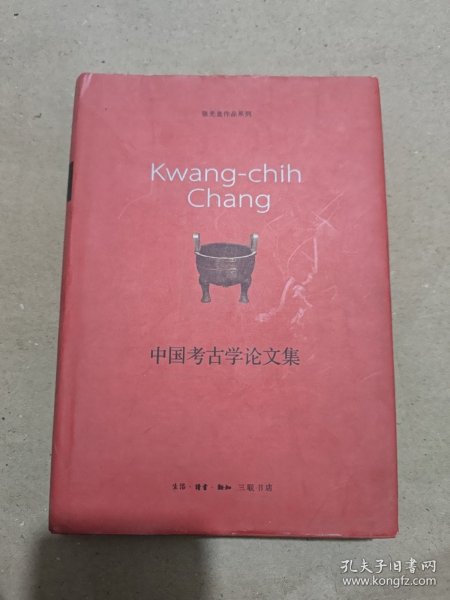 张光直作品系列
Kwang-chih
Chang
中国考古学论文集
生活·读书·新知 三联书店
孔夫子旧书网
www.kongfz.com